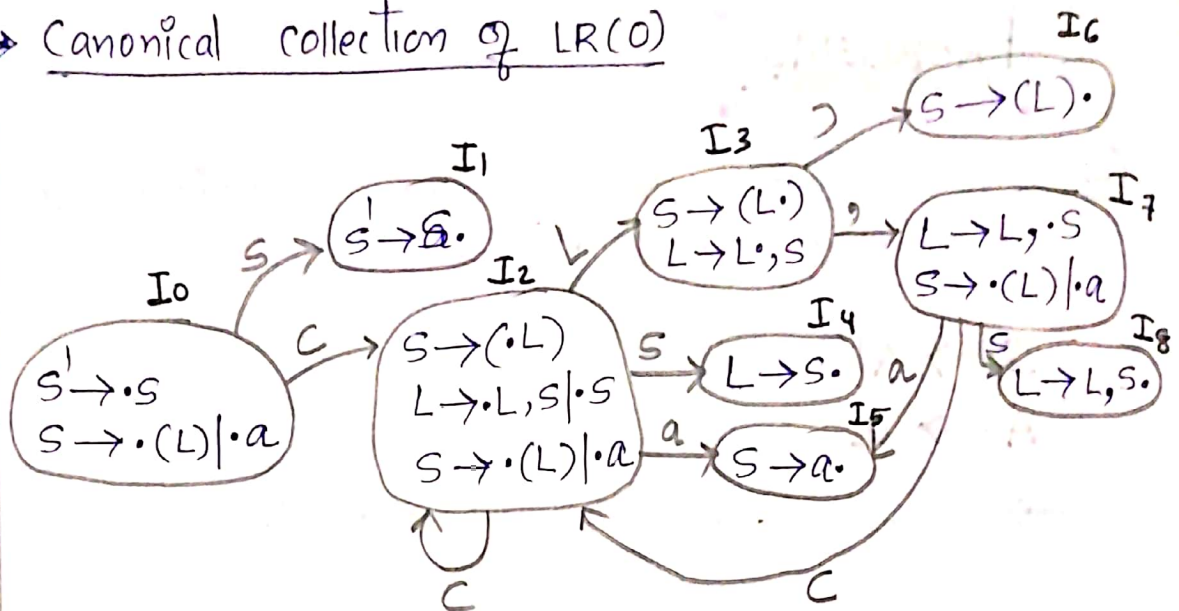 → Canonical collection of LR(0)
I6
S → (L)·
)
I3
I1
S' → S.
S → (L·)
L → L·, S
,
I7
L → L, ·S
S → ·(L) | ·a
S
L
I0
I2
S' → ·S
S → ·(L) | ·a
(
S → (·L)
L → ·L, S | ·S
S → ·(L) | ·a
S
I4
L → S·
a
S
I8
L → L, S.
a
I5
S → a·
(
(